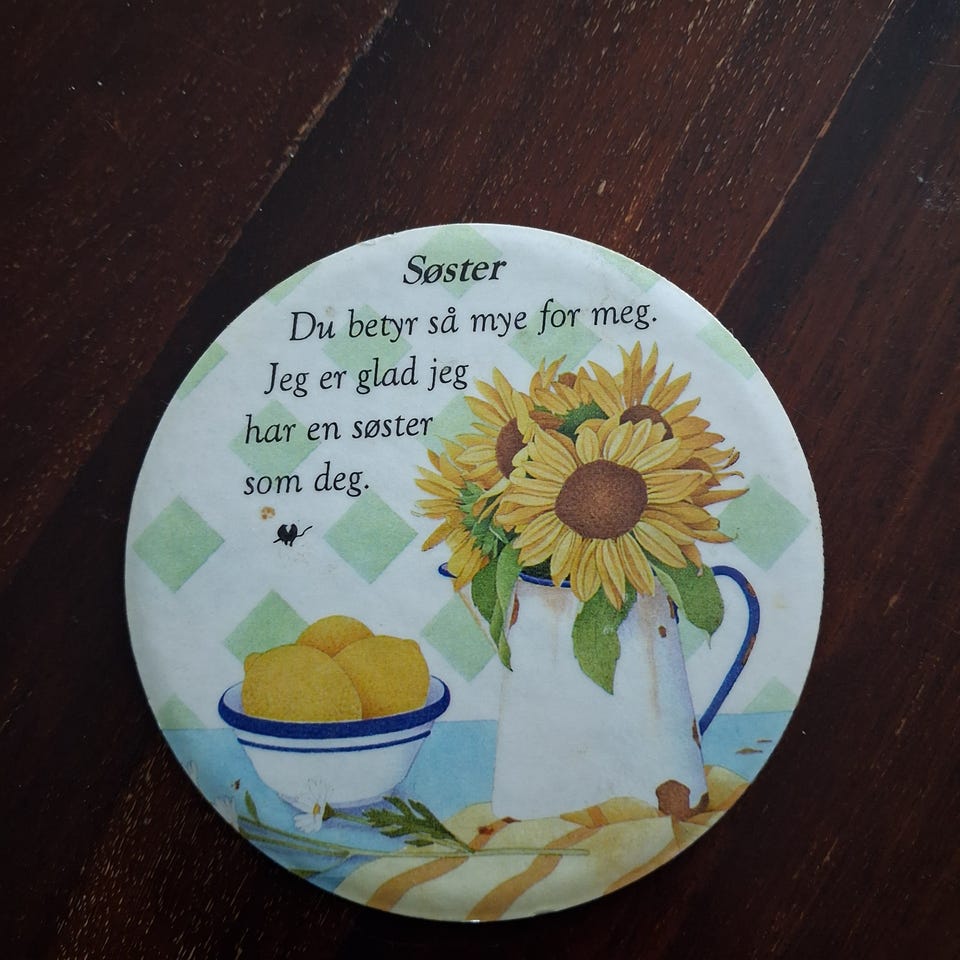 Søster
Du betyr så mye for meg.
Jeg er glad jeg
har en søster
som deg.